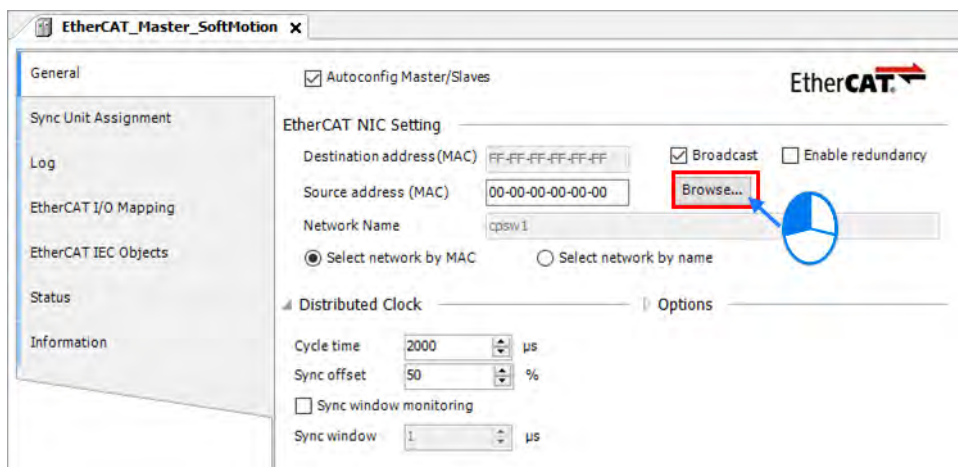 EtherCAT_Master_SoftMotion X
General
Autoconfig Master/Slaves
EtherCAT.
Sync Unit Assignment
EtherCAT NIC Setting
Log
Destination address(MAC) FF-FF-FF-FF-FF-FF Broadcast Enable redundancy
Source address (MAC) 00-00-00-00-00-00 Browse...
EtherCAT I/O Mapping
Network Name cpsw1
EtherCAT IEC Objects
Select network by MAC Select network by name
Status
Distributed Clock Options
Information
Cycle time 2000 µs
Sync offset 50 %
Sync window monitoring
Sync window 1 µs